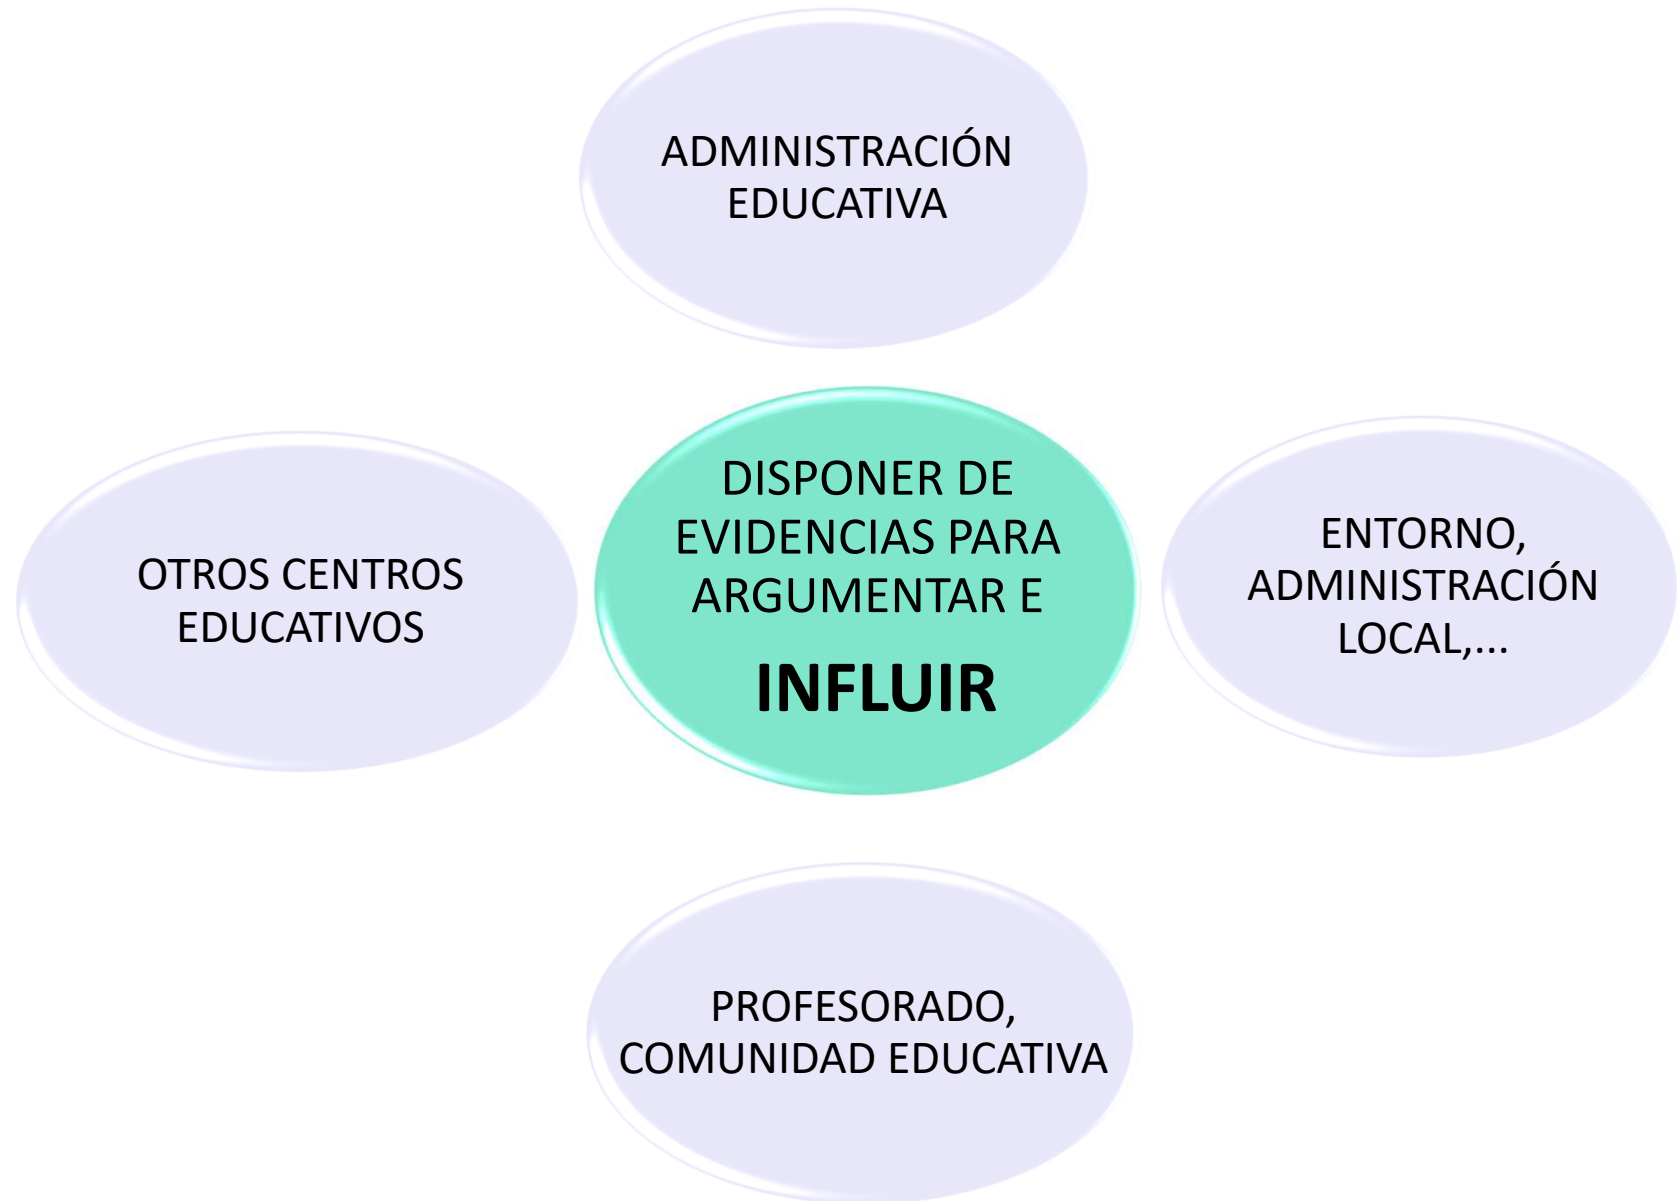 ADMINISTRACIÓN
EDUCATIVA
OTROS CENTROS
EDUCATIVOS
DISPONER DE
EVIDENCIAS PARA
ARGUMENTAR E
INFLUIR
ENTORNO,
ADMINISTRACIÓN
LOCAL,...
PROFESORADO,
COMUNIDAD EDUCATIVA